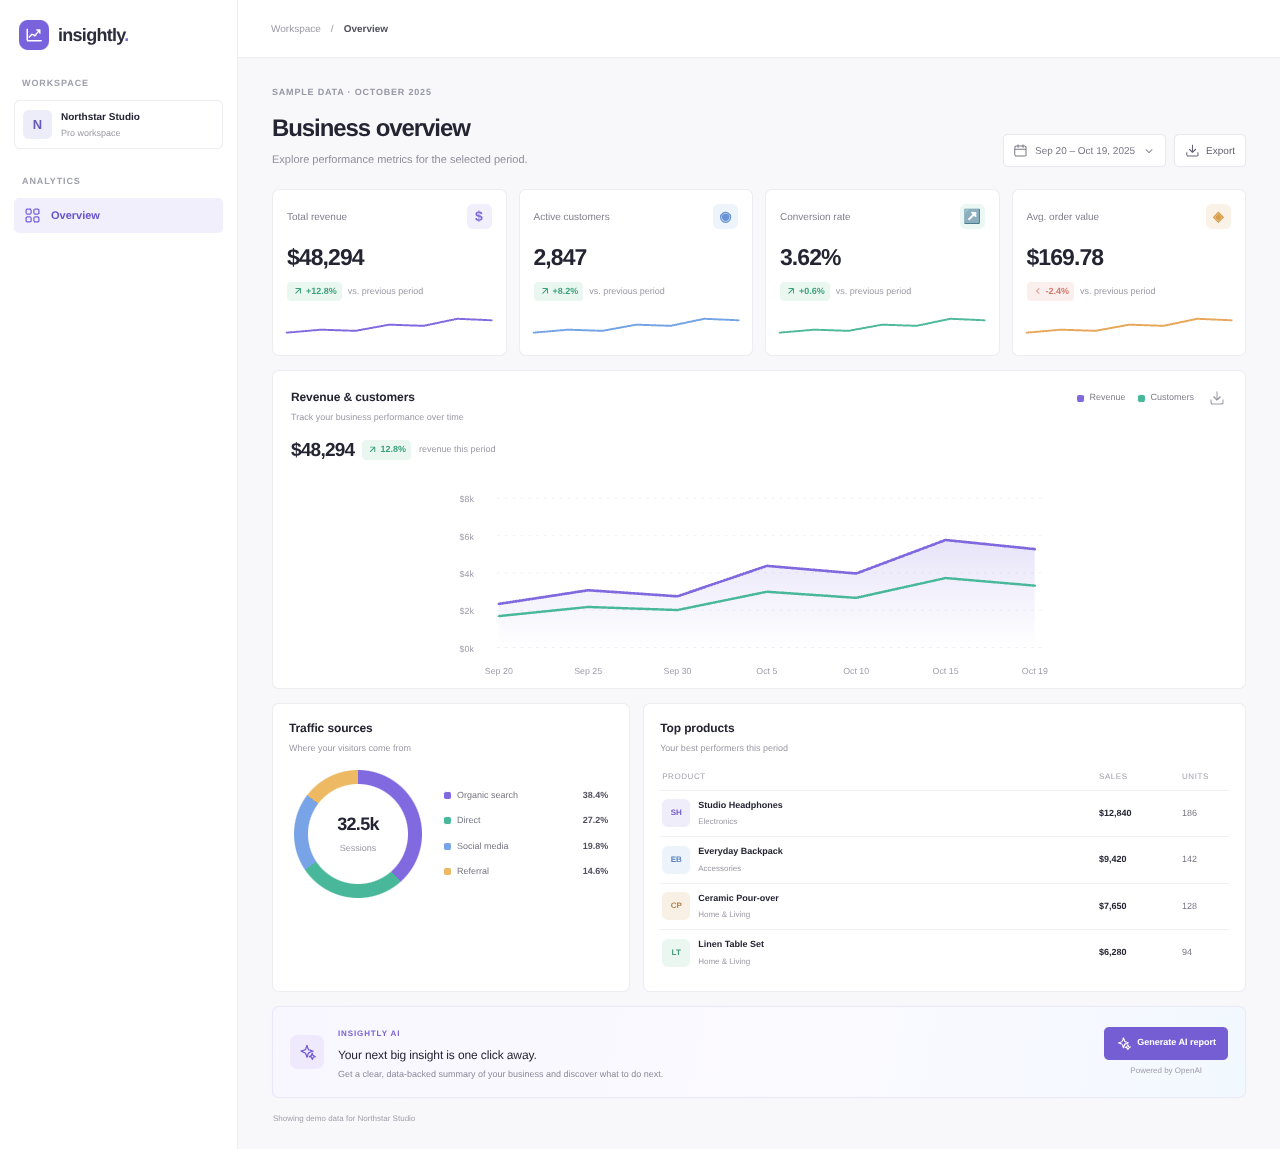 insightly.
Workspace / Overview
WORKSPACE
N
Northstar Studio
Pro workspace
ANALYTICS
Overview
SAMPLE DATA · OCTOBER 2025
Business overview
Explore performance metrics for the selected period.
Sep 20 – Oct 19, 2025
Export
Total revenue
$
$48,294
+12.8% vs. previous period
Active customers
2,847
+8.2% vs. previous period
Conversion rate
3.62%
+0.6% vs. previous period
Avg. order value
$169.78
-2.4% vs. previous period
Revenue & customers
Track your business performance over time
Revenue
Customers
$48,294 12.8% revenue this period
$8k
$6k
$4k
$2k
$0k
Sep 20 Sep 25 Sep 30 Oct 5 Oct 10 Oct 15 Oct 19
Traffic sources
Where your visitors come from
32.5k
Sessions
Organic search 38.4%
Direct 27.2%
Social media 19.8%
Referral 14.6%
Top products
Your best performers this period
PRODUCT SALES UNITS
SH
Studio Headphones
Electronics
$12,840 186
EB
Everyday Backpack
Accessories
$9,420 142
CP
Ceramic Pour-over
Home & Living
$7,650 128
LT
Linen Table Set
Home & Living
$6,280 94
INSIGHTLY AI
Your next big insight is one click away.
Get a clear, data-backed summary of your business and discover what to do next.
Generate AI report
Powered by OpenAI
Showing demo data for Northstar Studio